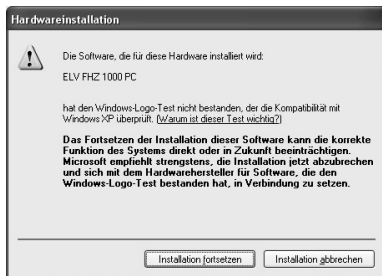 Hardwareinstallation
Die Software, die für diese Hardware installiert wird:
ELV FHZ 1000 PC
hat den Windows-Logo-Test nicht bestanden, der die Kompatibilität mit
Windows XP überprüft. (Warum ist dieser Test wichtig?)
Das Fortsetzen der Installation dieser Software kann die korrekte
Funktion des Systems direkt oder in Zukunft beeinträchtigen.
Microsoft empfiehlt strengstens, die Installation jetzt abzubrechen
und sich mit dem Hardwarehersteller für Software, die den
Windows-Logo-Test bestanden hat, in Verbindung zu setzen.
Installation fortsetzen Installation abbrechen